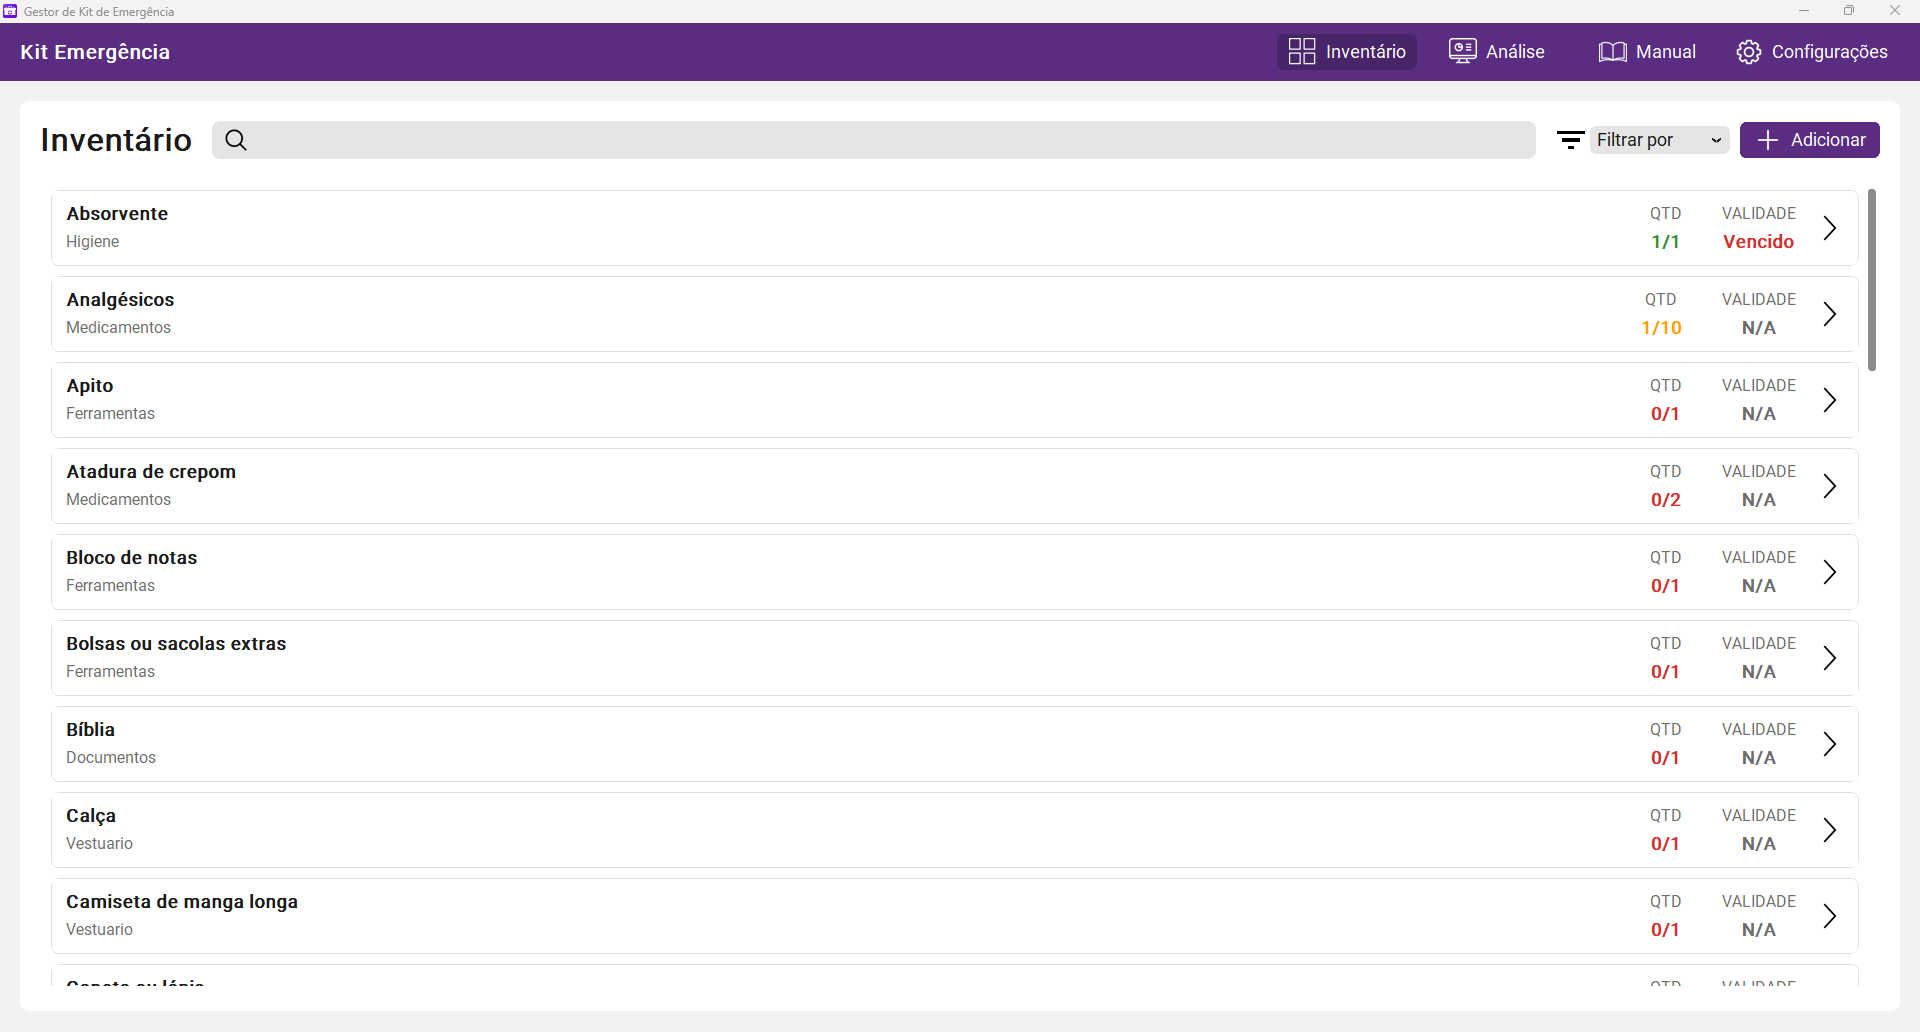 Gestor de Kit de Emergência
Kit Emergência
Inventário
Análise
Manual
Configurações
Inventário
Filtrar por
Adicionar
Absorvente
Higiene
QTD
1/1
VALIDADE
Vencido
Analgésicos
Medicamentos
QTD
1/10
VALIDADE
N/A
Apito
Ferramentas
QTD
0/1
VALIDADE
N/A
Atadura de crepom
Medicamentos
QTD
0/2
VALIDADE
N/A
Bloco de notas
Ferramentas
QTD
0/1
VALIDADE
N/A
Bolsas ou sacolas extras
Ferramentas
QTD
0/1
VALIDADE
N/A
Bíblia
Documentos
QTD
0/1
VALIDADE
N/A
Calça
Vestuario
QTD
0/1
VALIDADE
N/A
Camiseta de manga longa
Vestuario
QTD
0/1
VALIDADE
N/A
Caneta ou lápis
QTD
VALIDADE